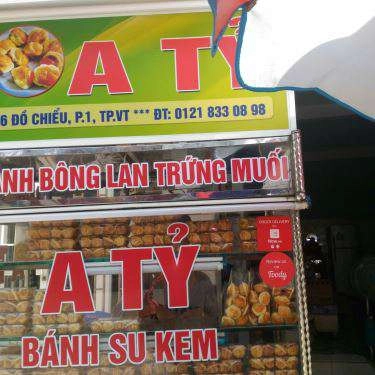 A TỶ
6 ĐỒ CHIỂU, P.1, TP.VT *** ĐT: 0121 833 08 98
ÁNH BÔNG LAN TRỨNG MUỐI
A TỶ
BÁNH SU KEM
Foody